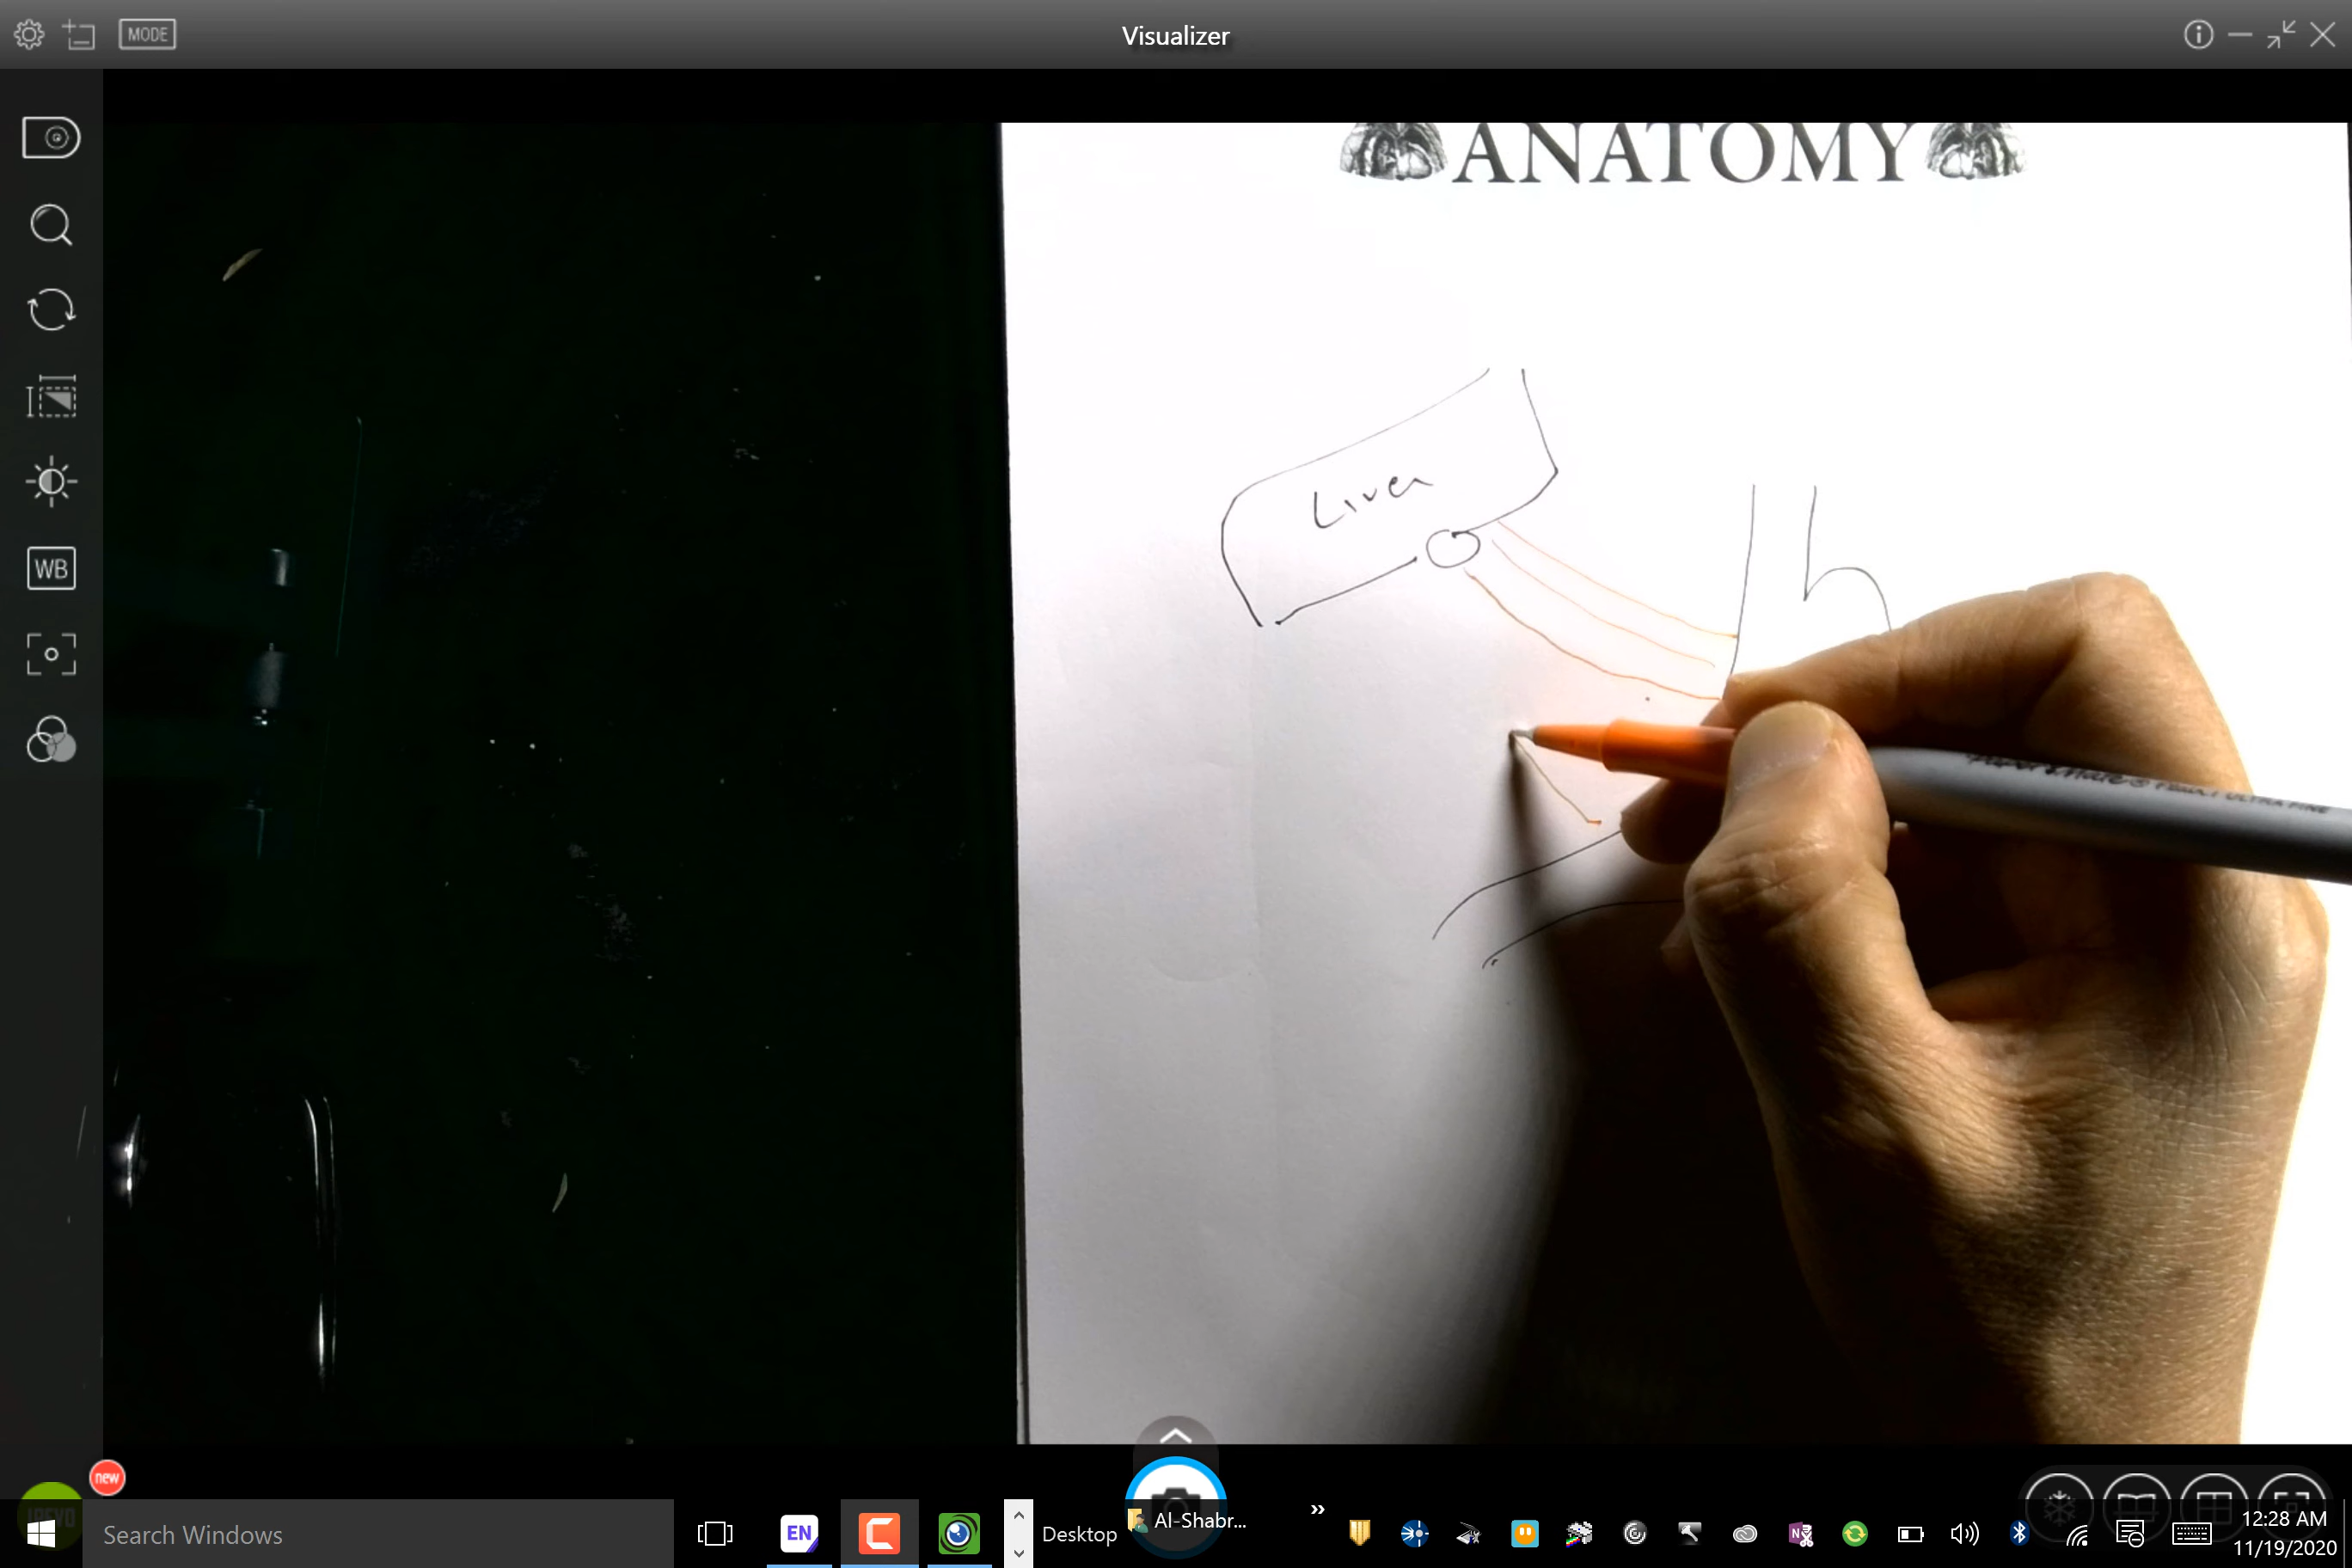 MODE
Visualizer
ANATOMY
Liver
WB
new
Search Windows
EN
Desktop
Al-Shabr...
»
12:28 AM
11/19/2020